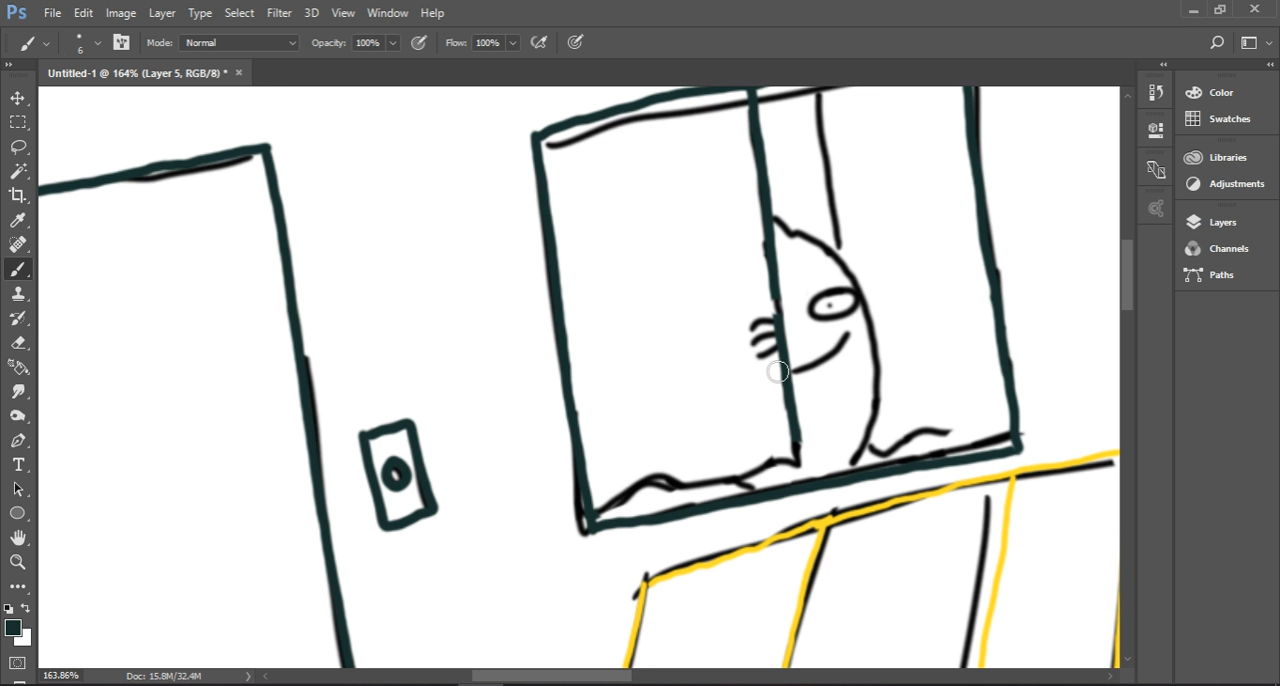 Ps File Edit Image Layer Type Select Filter 3D View Window Help
6 Mode: Normal Opacity: 100% Flow: 100%
Untitled-1 @ 164% (Layer 5, RGB/8) * ×
Color
Swatches
Libraries
Adjustments
Layers
Channels
Paths
T
163.86% Doc: 15.8M/32.4M